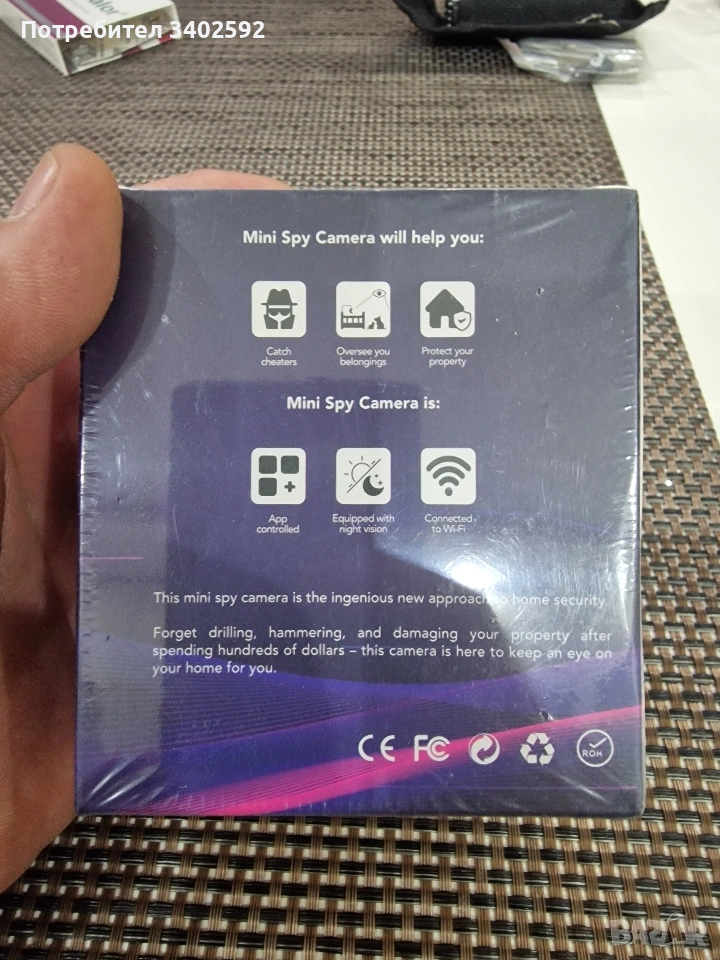 Потребител 3402592
Mini Spy Camera will help you:
Catch
cheaters
Oversee you
belongings
Protect your
property
Mini Spy Camera is:
App
controlled
Equipped with
night vision
Connected
to Wi-Fi
This mini spy camera is the ingenious new approach to home security.
Forget drilling, hammering, and damaging your property after
spending hundreds of dollars – this camera is here to keep an eye on
your home for you.
CE FC
ROH
BAZAR